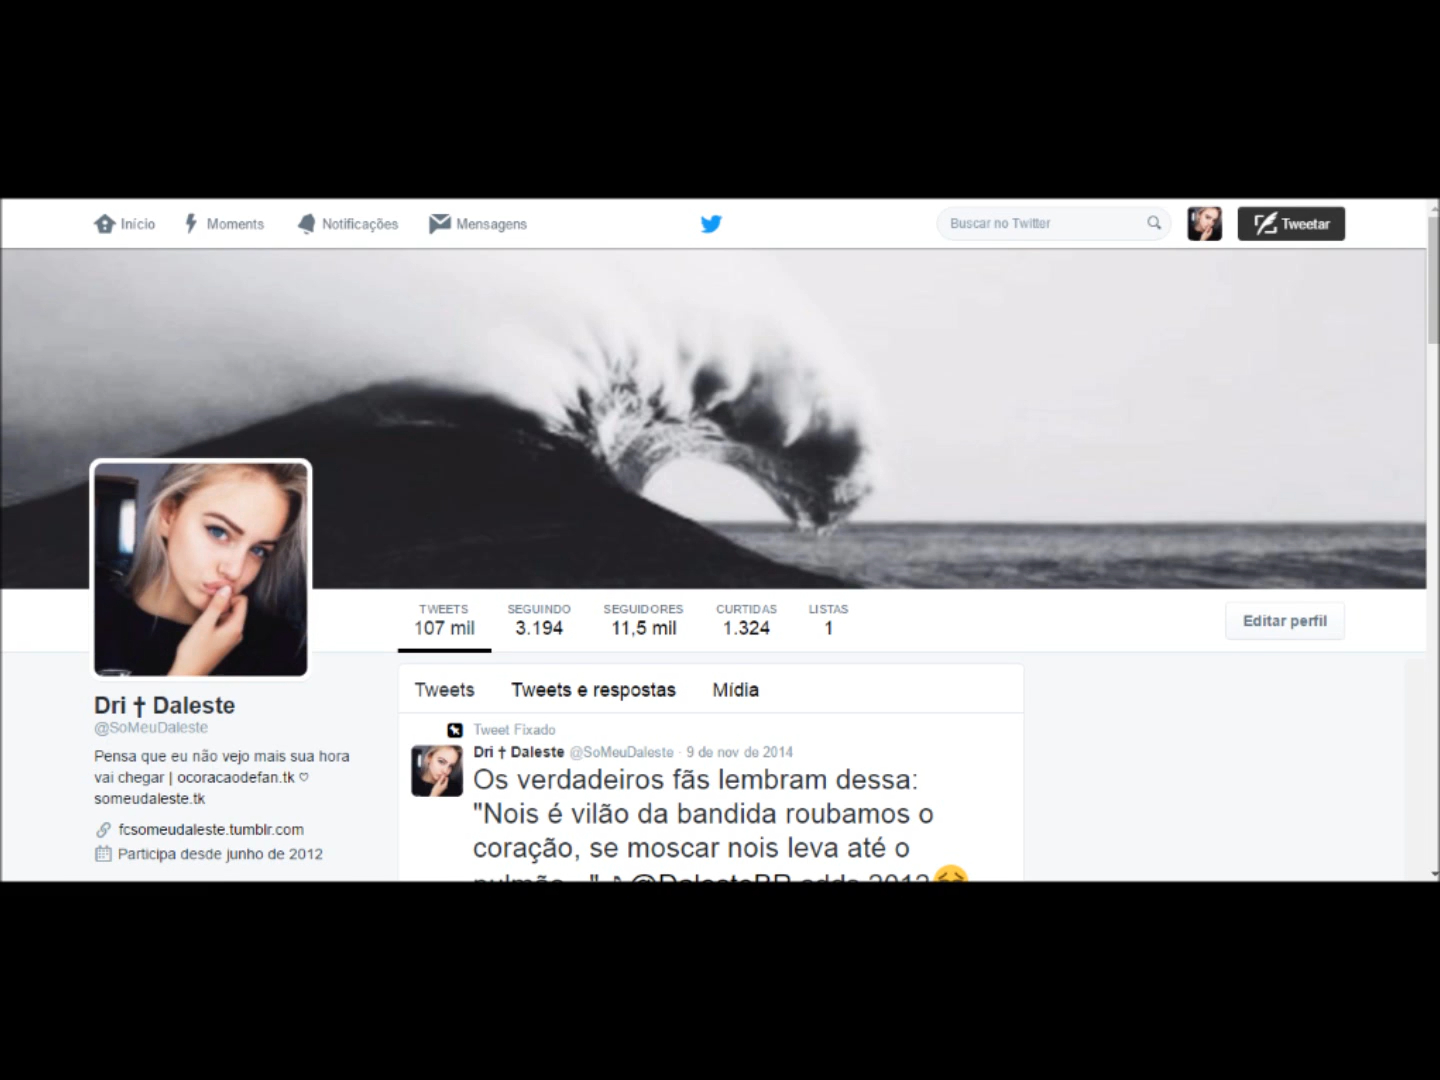 Início Moments Notificações Mensagens Buscar no Twitter Tweetar
TWEETS SEGUINDO SEGUIDORES CURTIDAS LISTAS
107 mil 3.194 11,5 mil 1.324 1
Editar perfil
Dri † Daleste
@SoMeuDaleste
Pensa que eu não vejo mais sua hora
vai chegar | ocoracaodefan.tk ♡
someudaleste.tk
fcsomeudaleste.tumblr.com
Participa desde junho de 2012
Tweets Tweets e respostas Mídia
Tweet Fixado
Dri † Daleste @SoMeuDaleste · 9 de nov de 2014
Os verdadeiros fãs lembram dessa:
"Nois é vilão da bandida roubamos o
coração, se moscar nois leva até o
@DalesteBR